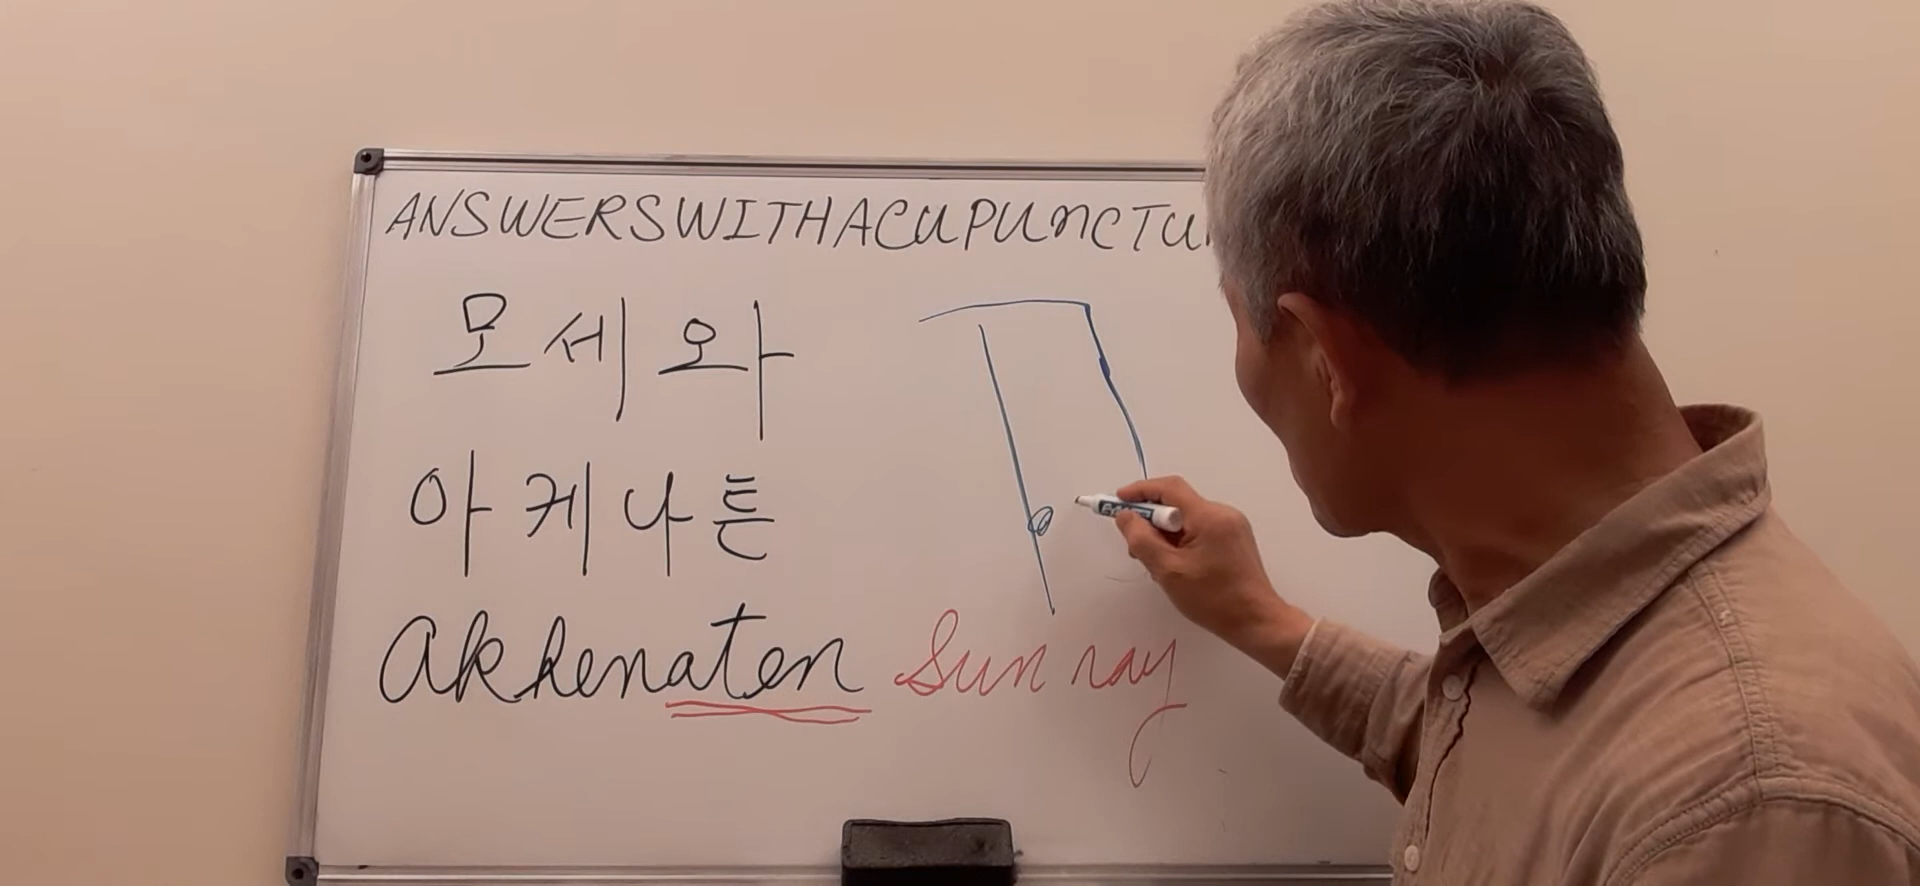 ANSWERSWITHACUPUNCTU
모세와
아케나톤
Akhenaten Sun ray